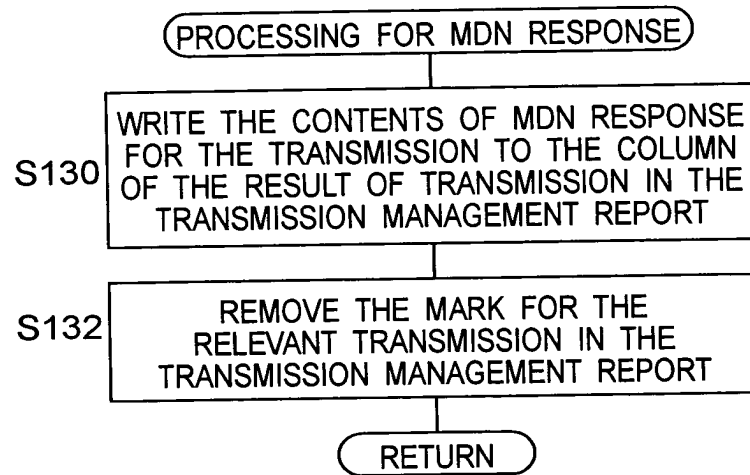 PROCESSING FOR MDN RESPONSE
WRITE THE CONTENTS OF MDN RESPONSE
FOR THE TRANSMISSION TO THE COLUMN
S130
OF THE RESULT OF TRANSMISSION IN THE
TRANSMISSION MANAGEMENT REPORT
S132
REMOVE THE MARK FOR THE
RELEVANT TRANSMISSION IN THE
TRANSMISSION MANAGEMENT REPORT
RETURN